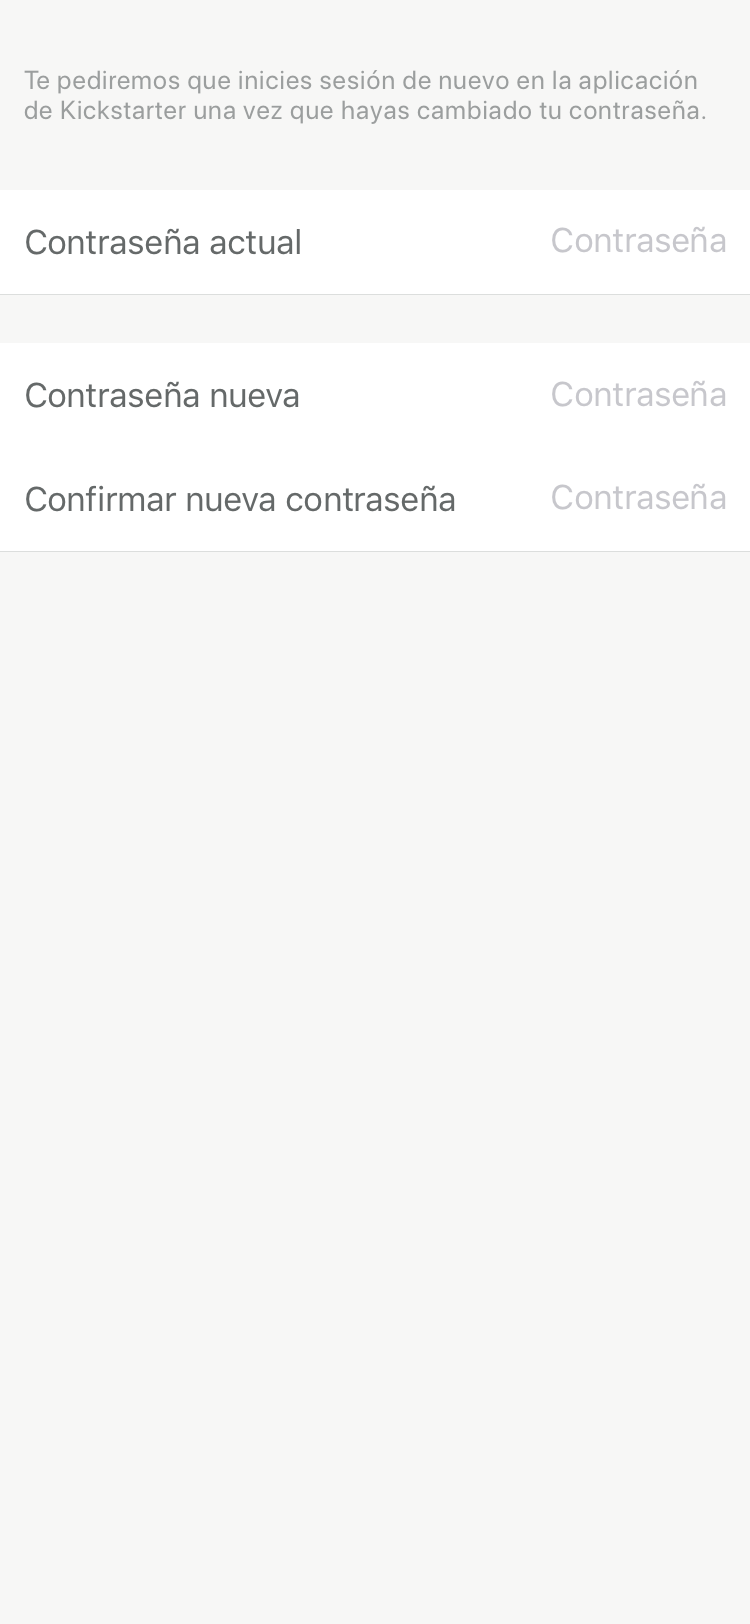 Te pediremos que inicies sesión de nuevo en la aplicación
de Kickstarter una vez que hayas cambiado tu contraseña.
Contraseña actual Contraseña
Contraseña nueva Contraseña
Confirmar nueva contraseña Contraseña